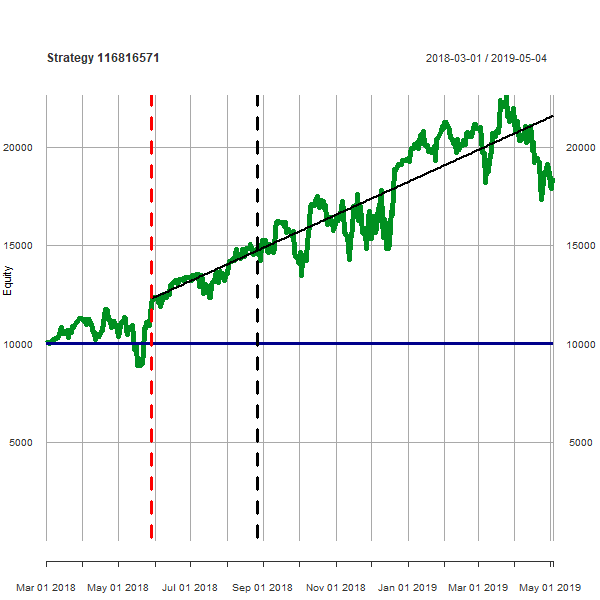 Strategy 116816571 2018-03-01 / 2019-05-04
20000 20000
15000 15000
Equity
10000 10000
5000 5000
Mar 01 2018 May 01 2018 Jul 01 2018 Sep 01 2018 Nov 01 2018 Jan 01 2019 Mar 01 2019 May 01 2019